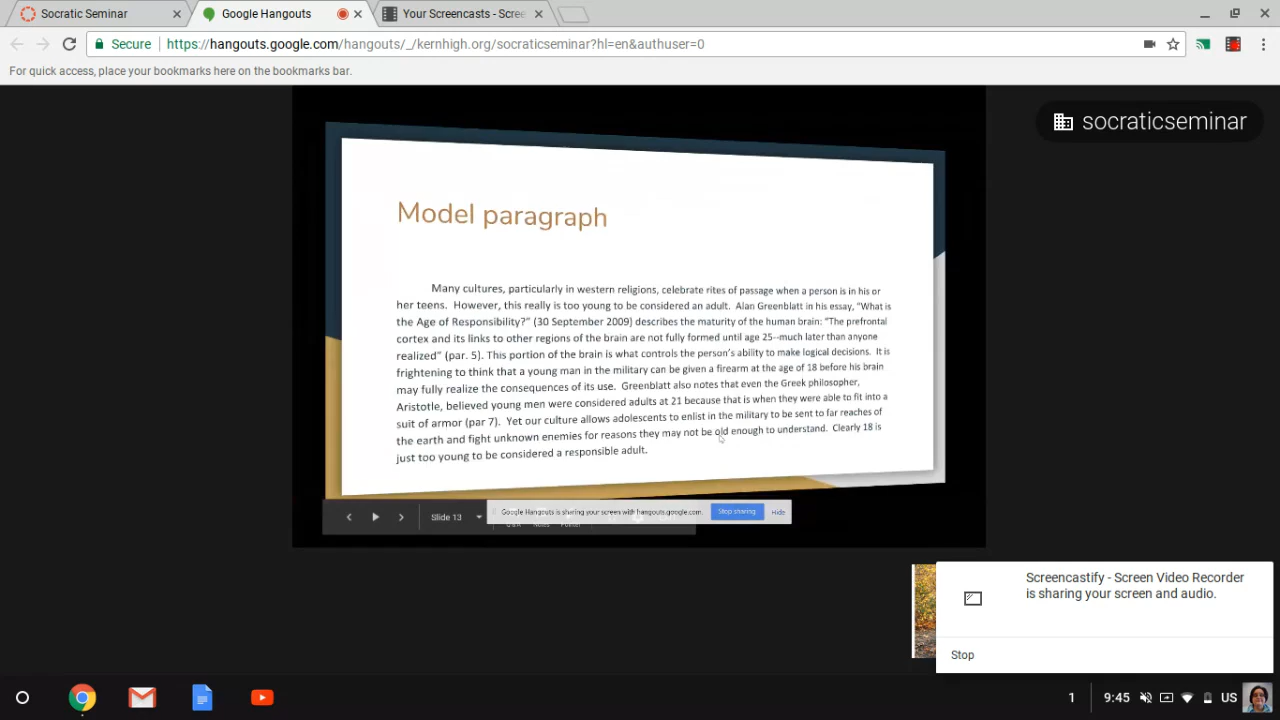 Socratic Seminar
Google Hangouts
Your Screencasts - Scree
Secure
https://hangouts.google.com/hangouts/_/kernhigh.org/socraticseminar?hl=en&authuser=0
For quick access, place your bookmarks here on the bookmarks bar.
socraticseminar
Model paragraph
Many cultures, particularly in western religions, celebrate rites of passage when a person is in his or
her teens. However, this really is too young to be considered an adult. Alan Greenblatt in his essay, "What is
the Age of Responsibility?" (30 September 2009) describes the maturity of the human brain: "The prefrontal
cortex and its links to other regions of the brain are not fully formed until age 25--much later than anyone
realized" (par. 5). This portion of the brain is what controls the person's ability to make logical decisions. It is
frightening to think that a young man in the military can be given a firearm at the age of 18 before his brain
may fully realize the consequences of its use. Greenblatt also notes that even the Greek philosopher,
Aristotle, believed young men were considered adults at 21 because that is when they were able to fit into a
suit of armor (par 7). Yet our culture allows adolescents to enlist in the military to be sent to far reaches of
the earth and fight unknown enemies for reasons they may not be old enough to understand. Clearly 18 is
just too young to be considered a responsible adult.
Slide 13
Google Hangouts is sharing your screen with hangouts.google.com.
Stop sharing
Hide
Q&A
Notes
Pointer
Screencastify - Screen Video Recorder
is sharing your screen and audio.
Stop
1
9:45
US